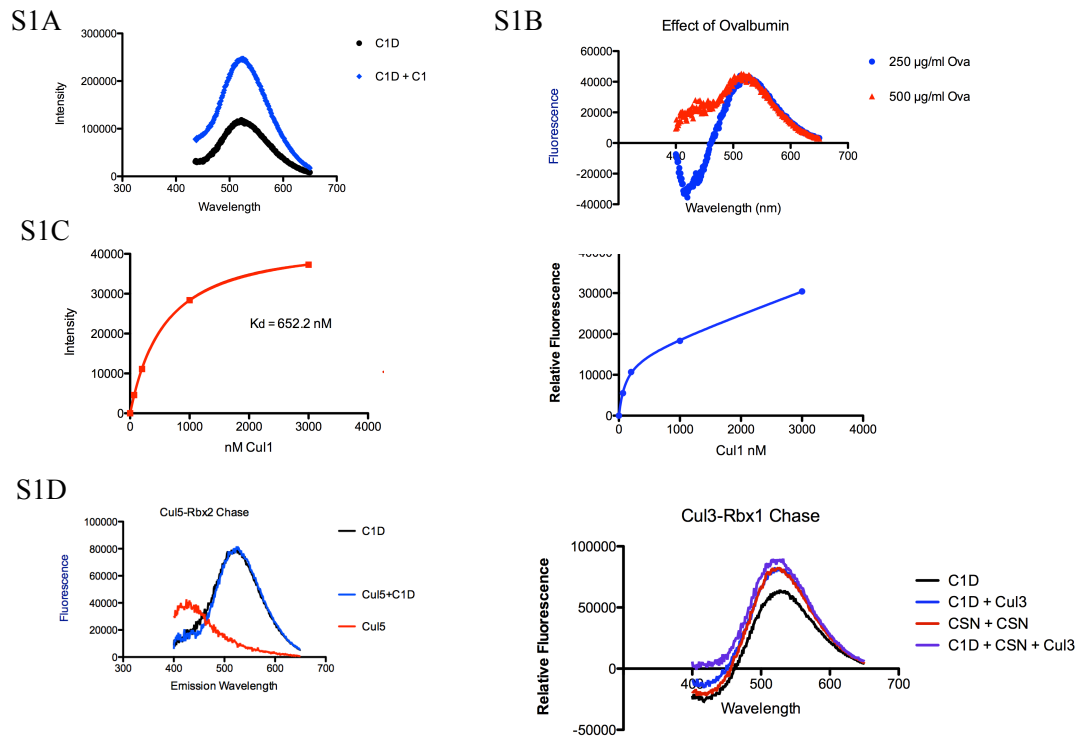 S1A
300000
200000
100000
0
300
400
500
600
700
Intensity
Wavelength
C1D
C1D + C1
S1B
Effect of Ovalbumin
60000
40000
20000
0
-20000
-40000
400
500
600
700
Fluorescence
Wavelength (nm)
250 µg/ml Ova
500 µg/ml Ova
S1C
40000
30000
20000
10000
0
0
1000
2000
3000
4000
Intensity
Kd = 652.2 nM
nM Cul1
40000
30000
20000
10000
0
0
1000
2000
3000
4000
Relative Fluorescence
Cul1 nM
S1D
Cul5-Rbx2 Chase
100000
80000
60000
40000
20000
0
300
400
500
600
700
Fluorescence
Emission Wavelength
C1D
Cul5+C1D
Cul5
Cul3-Rbx1 Chase
100000
50000
0
-50000
400
500
600
700
Relative Fluorescence
Wavelength
C1D
C1D + Cul3
CSN + CSN
C1D + CSN + Cul3